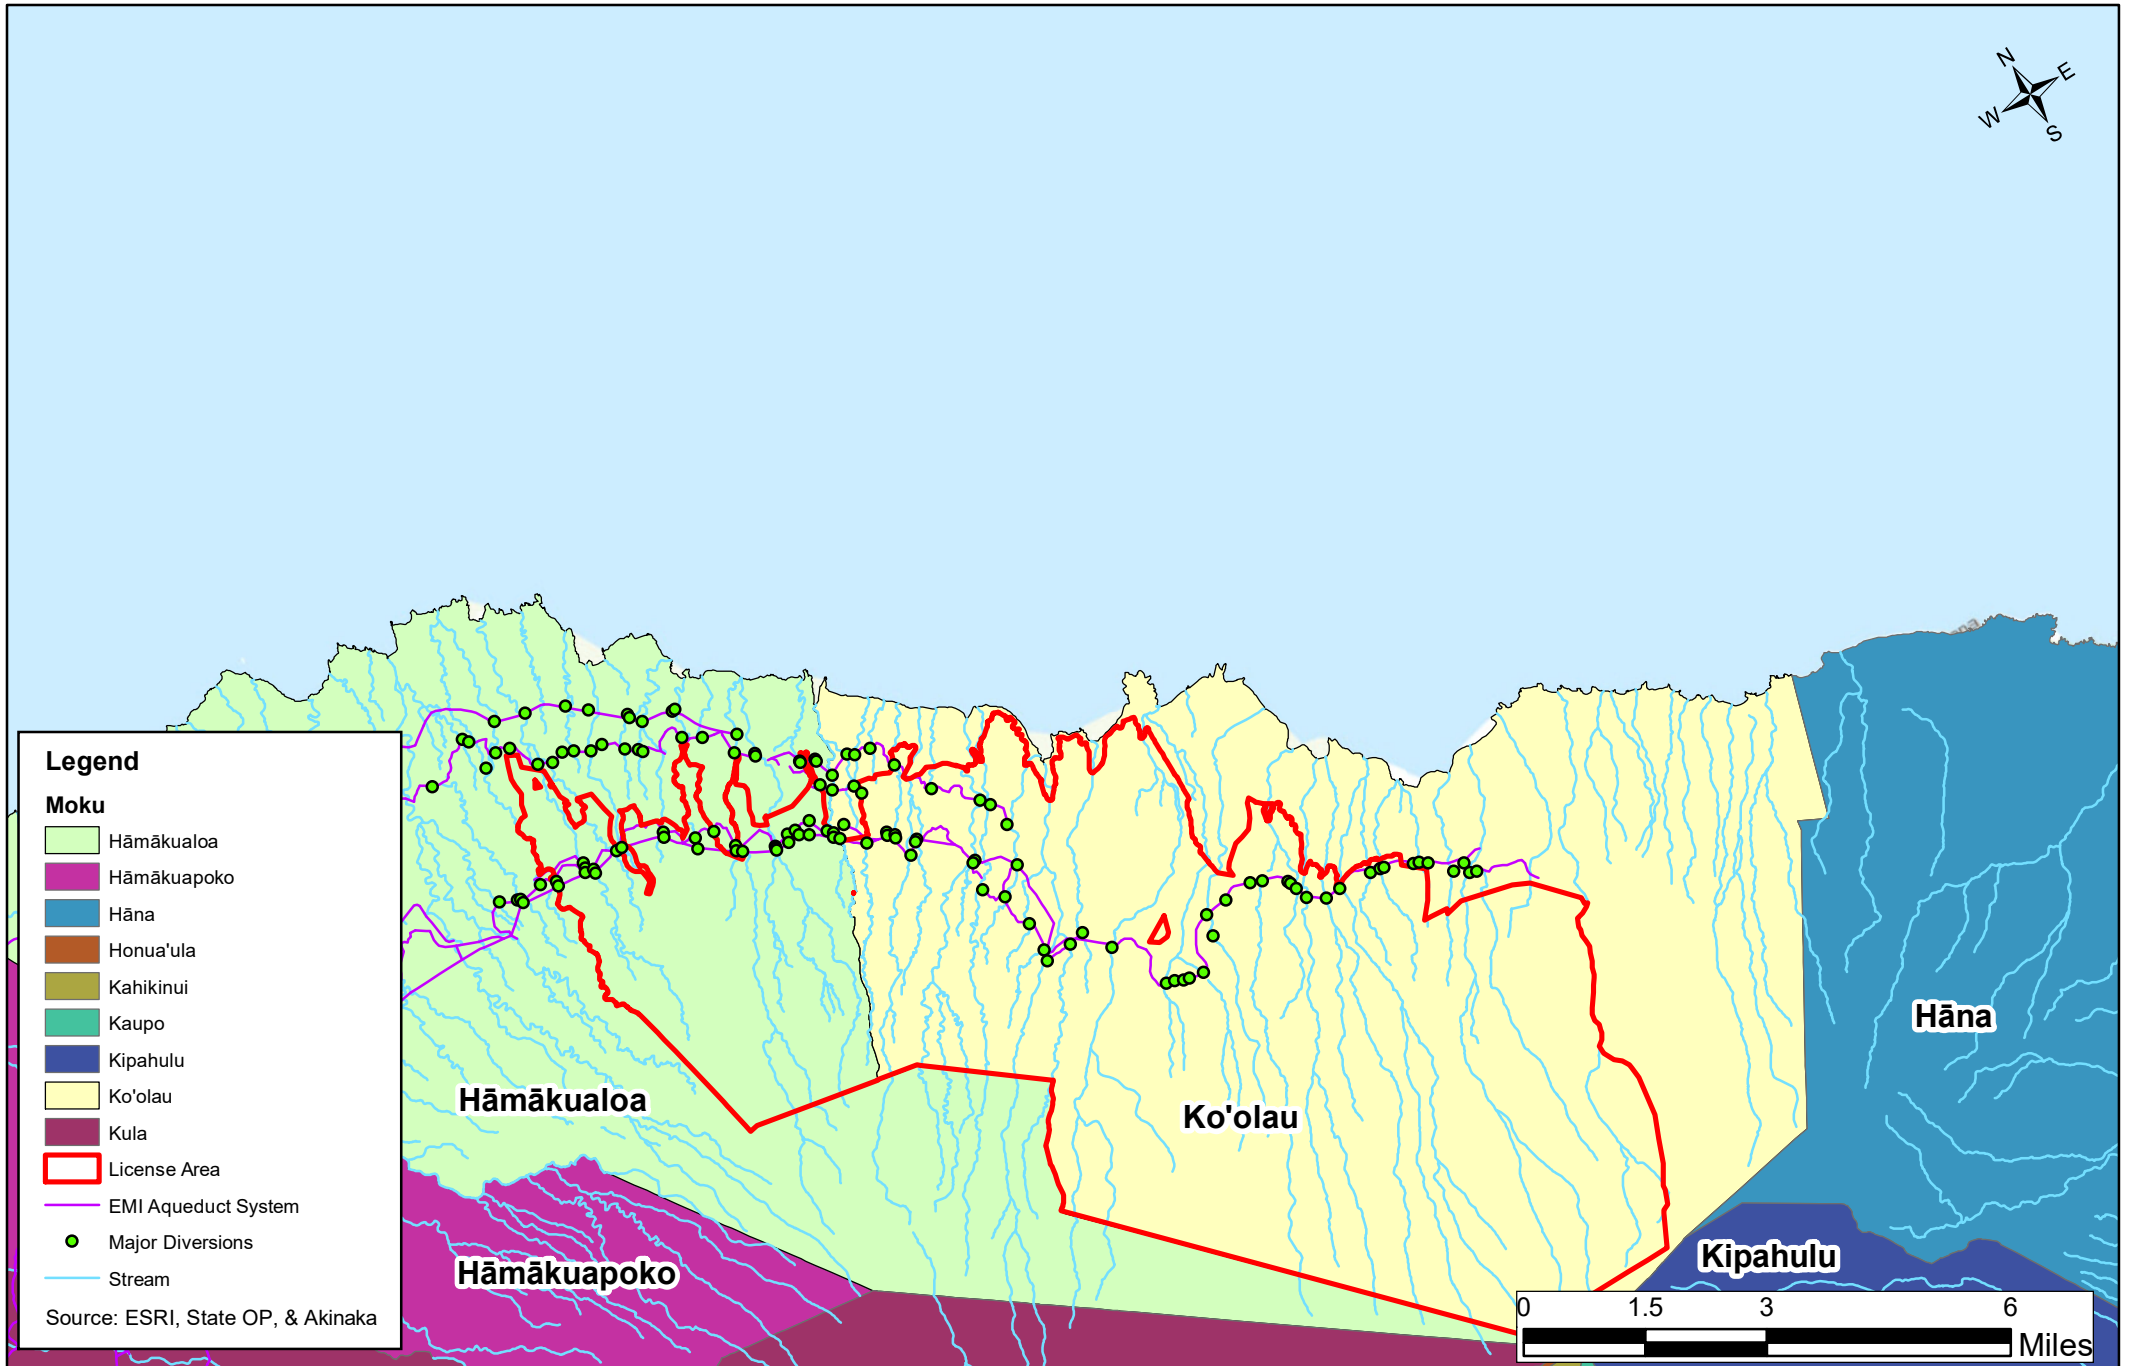 N
E
W
S
Legend
Moku
Hāmākualoa
Hāmākuapoko
Hāna
Honua'ula
Kahikinui
Kaupo
Kipahulu
Ko'olau
Kula
License Area
EMI Aqueduct System
Major Diversions
Stream
Source: ESRI, State OP, & Akinaka
Hāna
Hāmākualoa
Ko'olau
Kipahulu
Hāmākuapoko
0 1.5 3 6
Miles